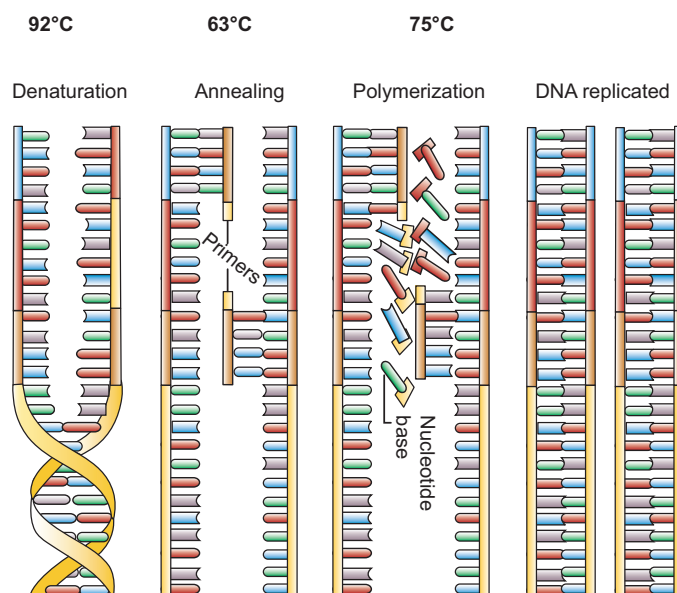 92°C
63°C
75°C
Denaturation
Annealing
Polymerization
DNA replicated
Primers
Nucleotide
base